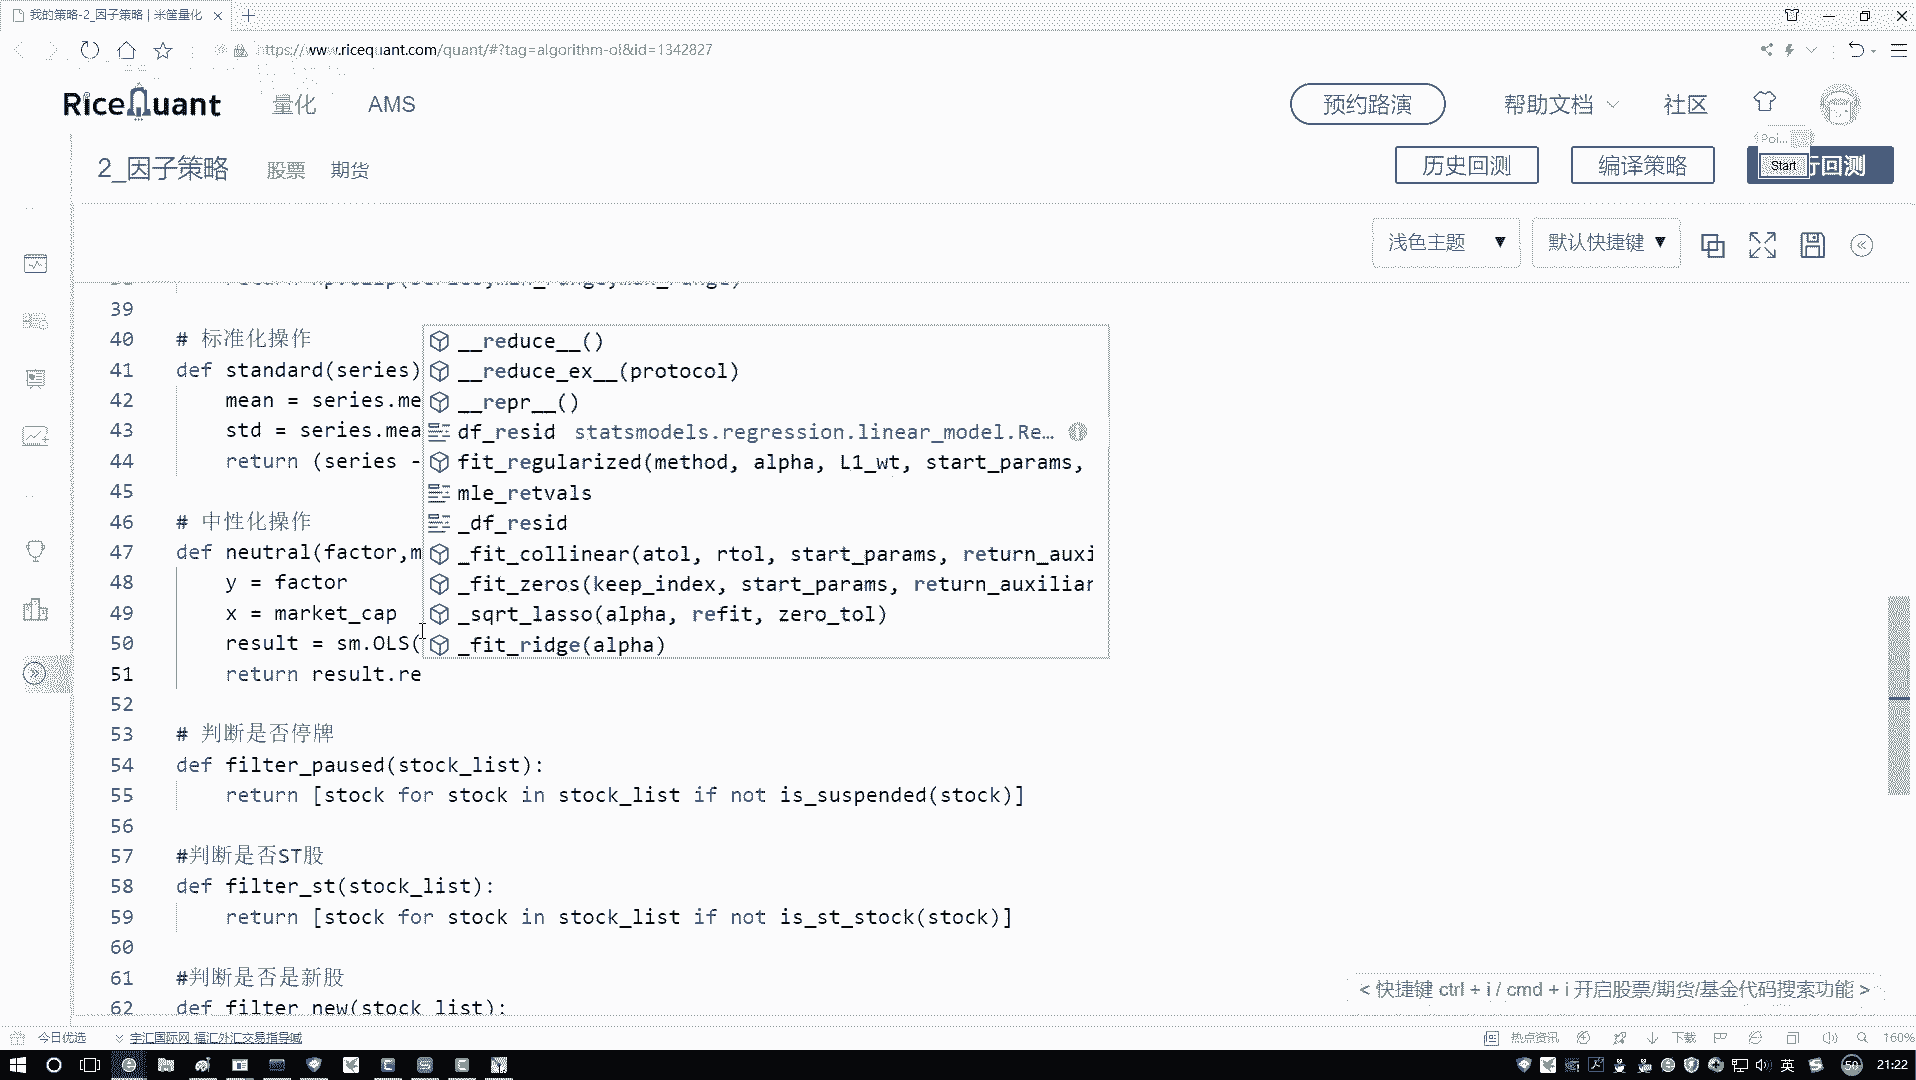 我的策略-2_因子策略 | 米筐量化
https://www.ricequant.com/quant/#?tag=algorithm-ol&id=1342827
RiceQuant 量化 AMS 预约路演 帮助文档 社区
Poi...
2_因子策略 股票 期货 历史回测 编译策略 Start 行回测
浅色主题 ▼ 默认快捷键 ▼
39
40 # 标准化操作
41 def standard(series)
42 mean = series.me
43 std = series.mea
44 return (series -
45
46 # 中性化操作
47 def neutral(factor,m
48 y = factor
49 x = market_cap
50 result = sm.OLS(
51 return result.re
__reduce__()
__reduce_ex__(protocol)
__repr__()
df_resid statsmodels.regression.linear_model.Re…
fit_regularized(method, alpha, L1_wt, start_params,
mle_retvals
_df_resid
_fit_collinear(atol, rtol, start_params, return_auxi
_fit_zeros(keep_index, start_params, return_auxiliar
_sqrt_lasso(alpha, refit, zero_tol)
_fit_ridge(alpha)
52
53 # 判断是否停牌
54 def filter_paused(stock_list):
55 return [stock for stock in stock_list if not is_suspended(stock)]
56
57 #判断是否ST股
58 def filter_st(stock_list):
59 return [stock for stock in stock_list if not is_st_stock(stock)]
60
61 #判断是否是新股
62 def filter_new(stock_list):
< 快捷键 ctrl + i / cmd + i 开启股票/期货/基金代码搜索功能 >
今日优选 宇汇国际网 福汇外汇交易指导喊 热点资讯 下载 160%
英 50 21:22